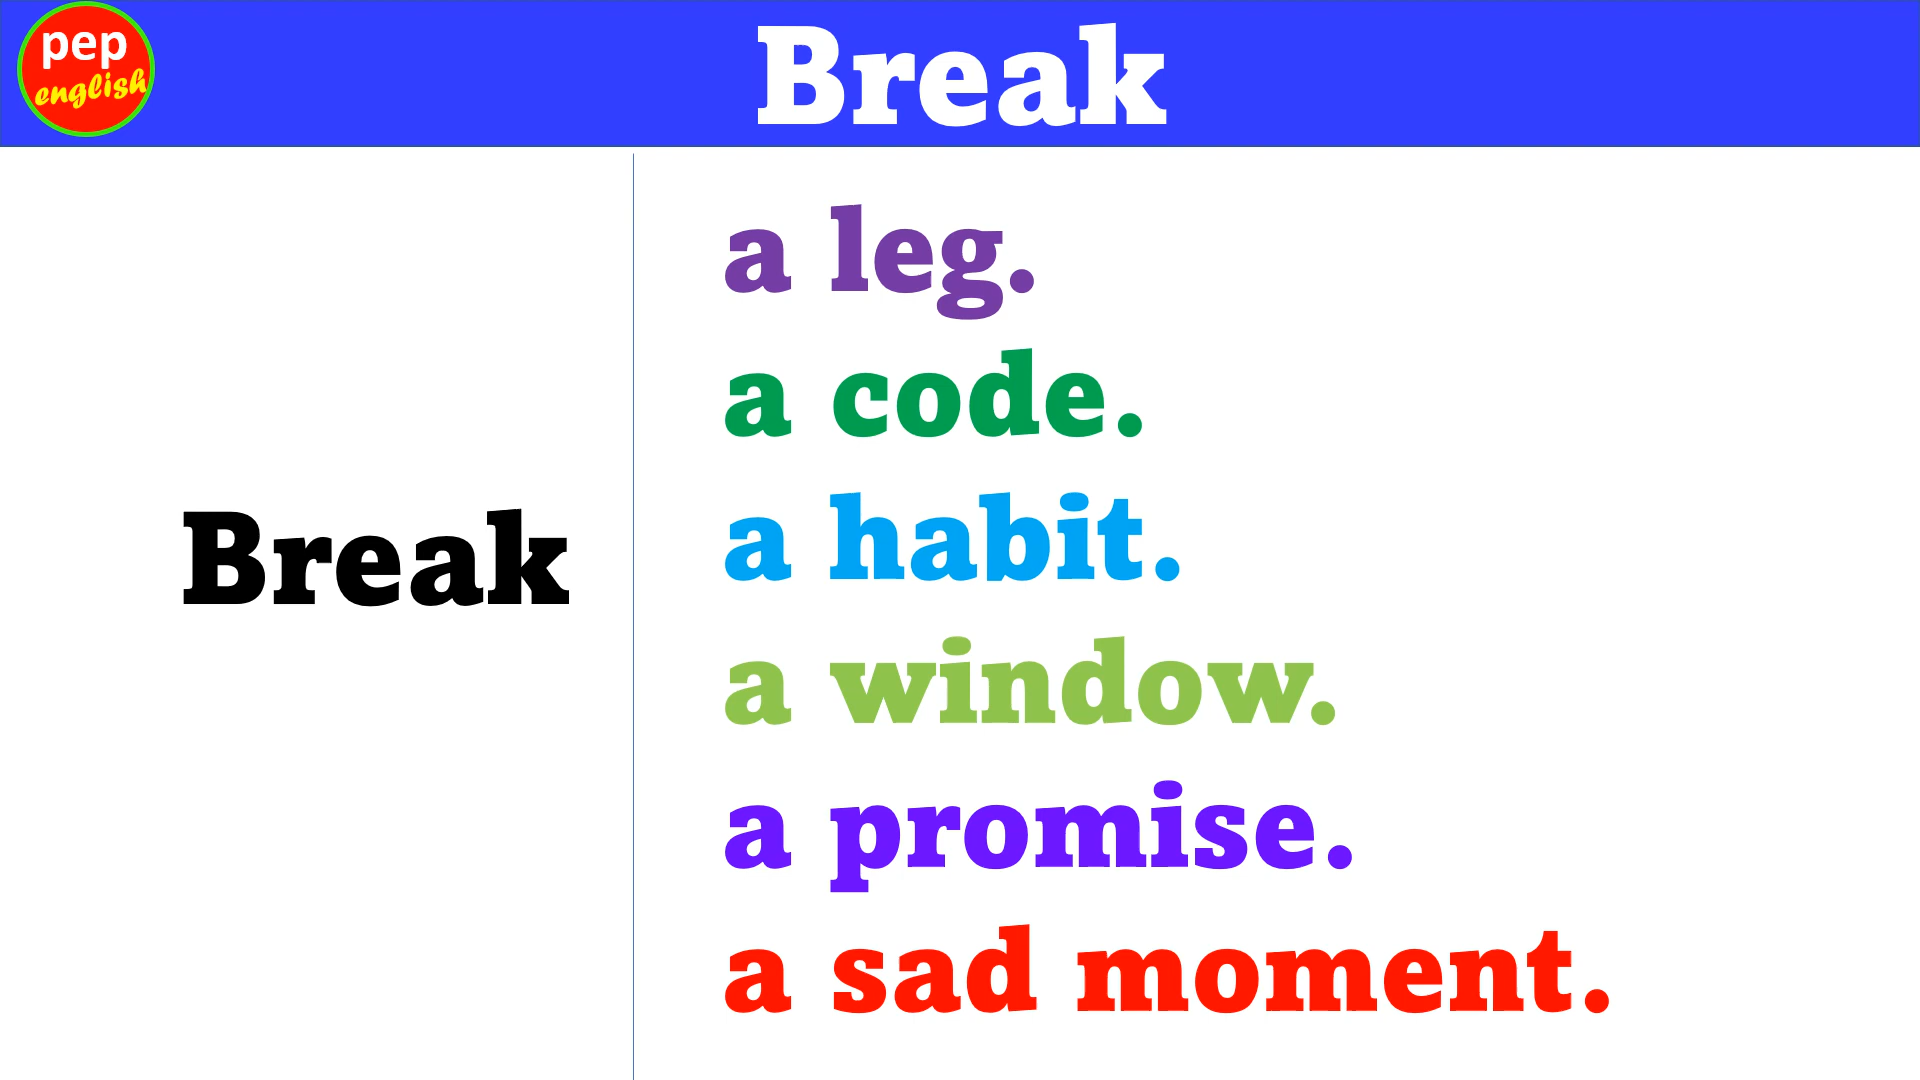 pep
english
Break
Break
a leg.
a code.
a habit.
a window.
a promise.
a sad moment.